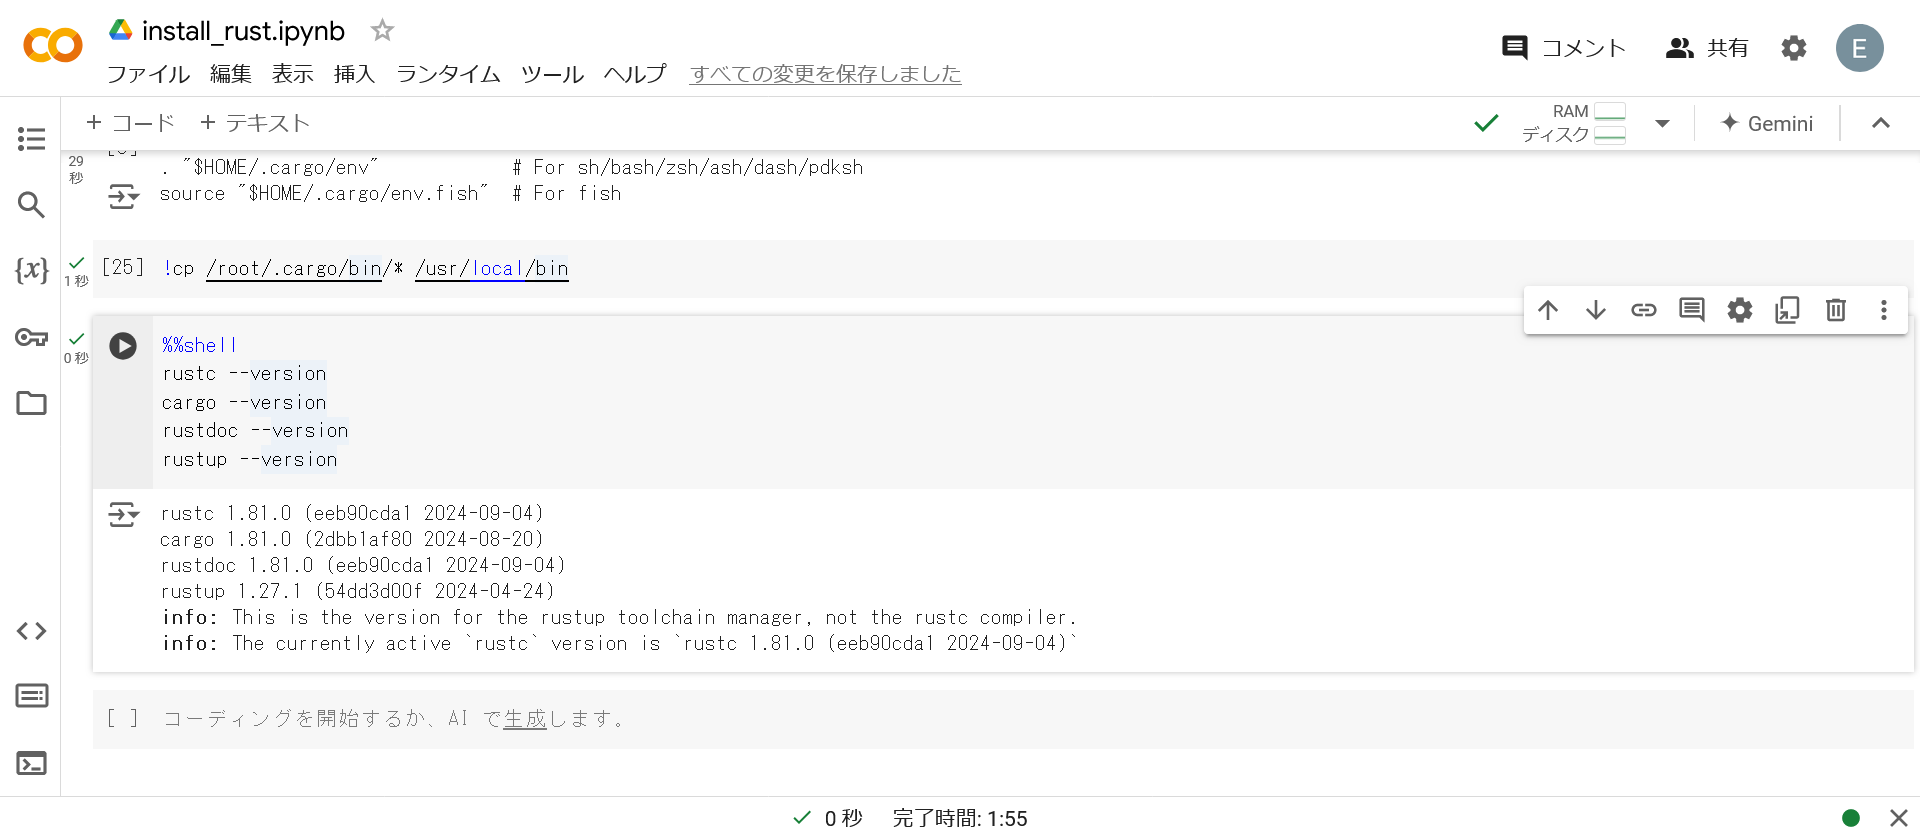 install_rust.ipynb
ファイル 編集 表示 挿入 ランタイム ツール ヘルプ すべての変更を保存しました
コメント 共有 E
+ コード + テキスト
RAM
ディスク
Gemini
29
秒
. "$HOME/.cargo/env" # For sh/bash/zsh/ash/dash/pdksh
source "$HOME/.cargo/env.fish" # For fish
1 秒
[25] !cp /root/.cargo/bin/* /usr/local/bin
0 秒
%%shell
rustc --version
cargo --version
rustdoc --version
rustup --version
rustc 1.81.0 (eeb90cda1 2024-09-04)
cargo 1.81.0 (2dbb1af80 2024-08-20)
rustdoc 1.81.0 (eeb90cda1 2024-09-04)
rustup 1.27.1 (54dd3d00f 2024-04-24)
info: This is the version for the rustup toolchain manager, not the rustc compiler.
info: The currently active `rustc` version is `rustc 1.81.0 (eeb90cda1 2024-09-04)`
[ ] コーディングを開始するか、AI で生成します。
0 秒 完了時間: 1:55